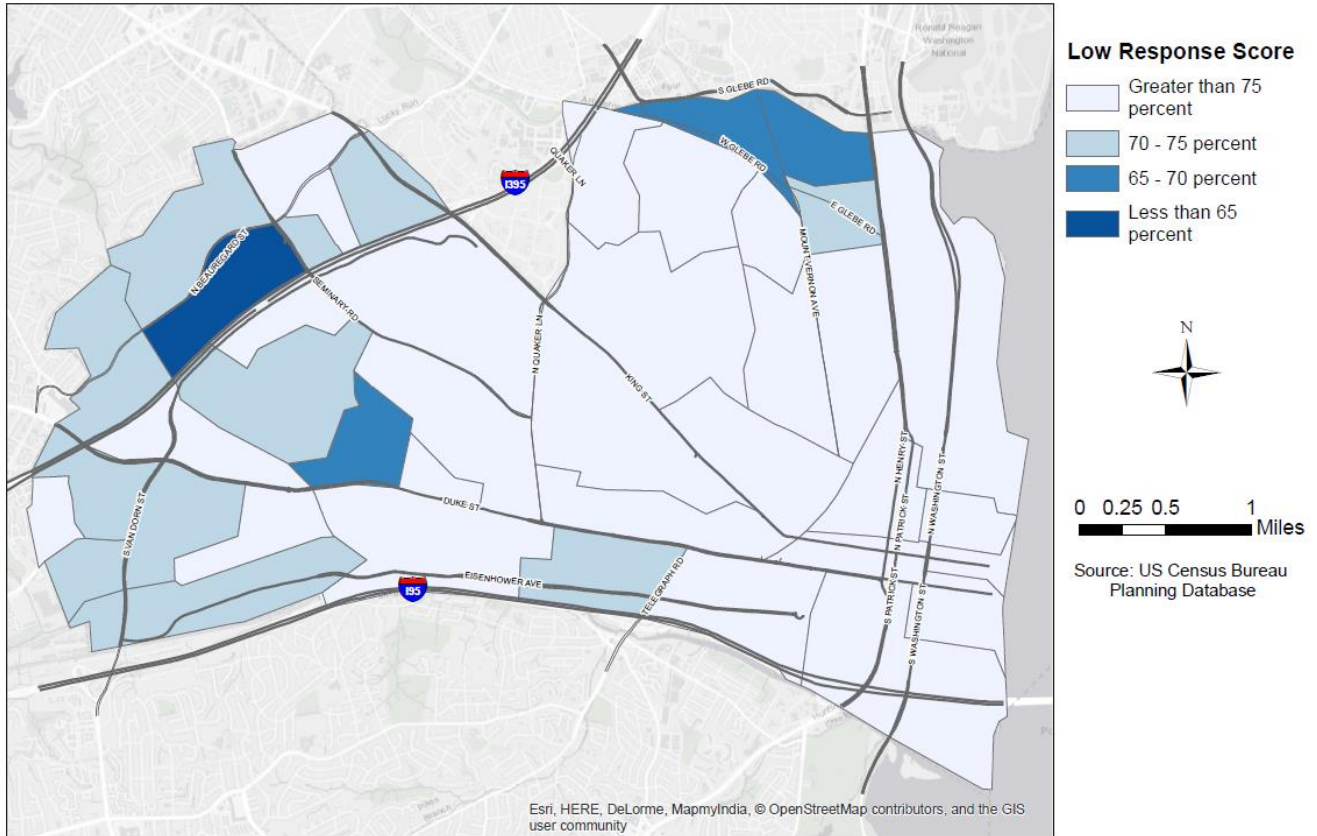 Ronald Reagan
Washington
National
S GLEBE RD
W GLEBE RD
E GLEBE RD
QUAKER LN
I395
N BEAUREGARD ST
SEMINARY RD
MOUNT VERNON AVE
N QUAKER LN
KING ST
N HENRY ST
N PATRICK ST
N WASHINGTON ST
DUKE ST
S VAN DORN ST
EISENHOWER AVE
I95
TELEGRAPH RD
S PATRICK ST
S WASHINGTON ST
Esri, HERE, DeLorme, MapmyIndia, © OpenStreetMap contributors, and the GIS
user community
Low Response Score
Greater than 75
percent
70 - 75 percent
65 - 70 percent
Less than 65
percent
N
0 0.25 0.5 1
Miles
Source: US Census Bureau
Planning Database